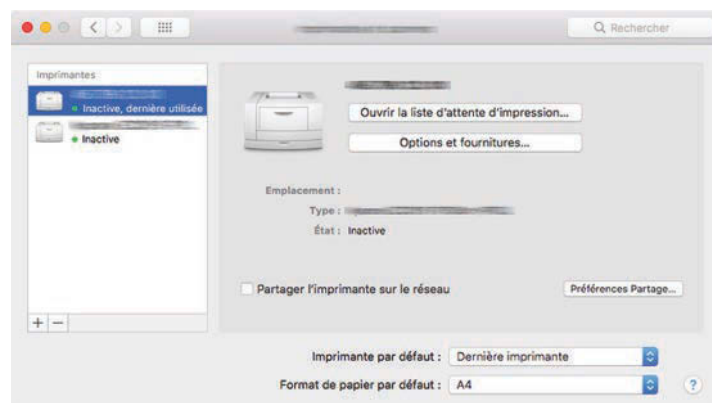 Rechercher
Imprimantes
Inactive, dernière utilisée
Inactive
Ouvrir la liste d'attente d'impression...
Options et fournitures...
Emplacement :
Type :
État : Inactive
Partager l'imprimante sur le réseau
Préférences Partage...
+ −
Imprimante par défaut : Dernière imprimante
Format de papier par défaut : A4
?